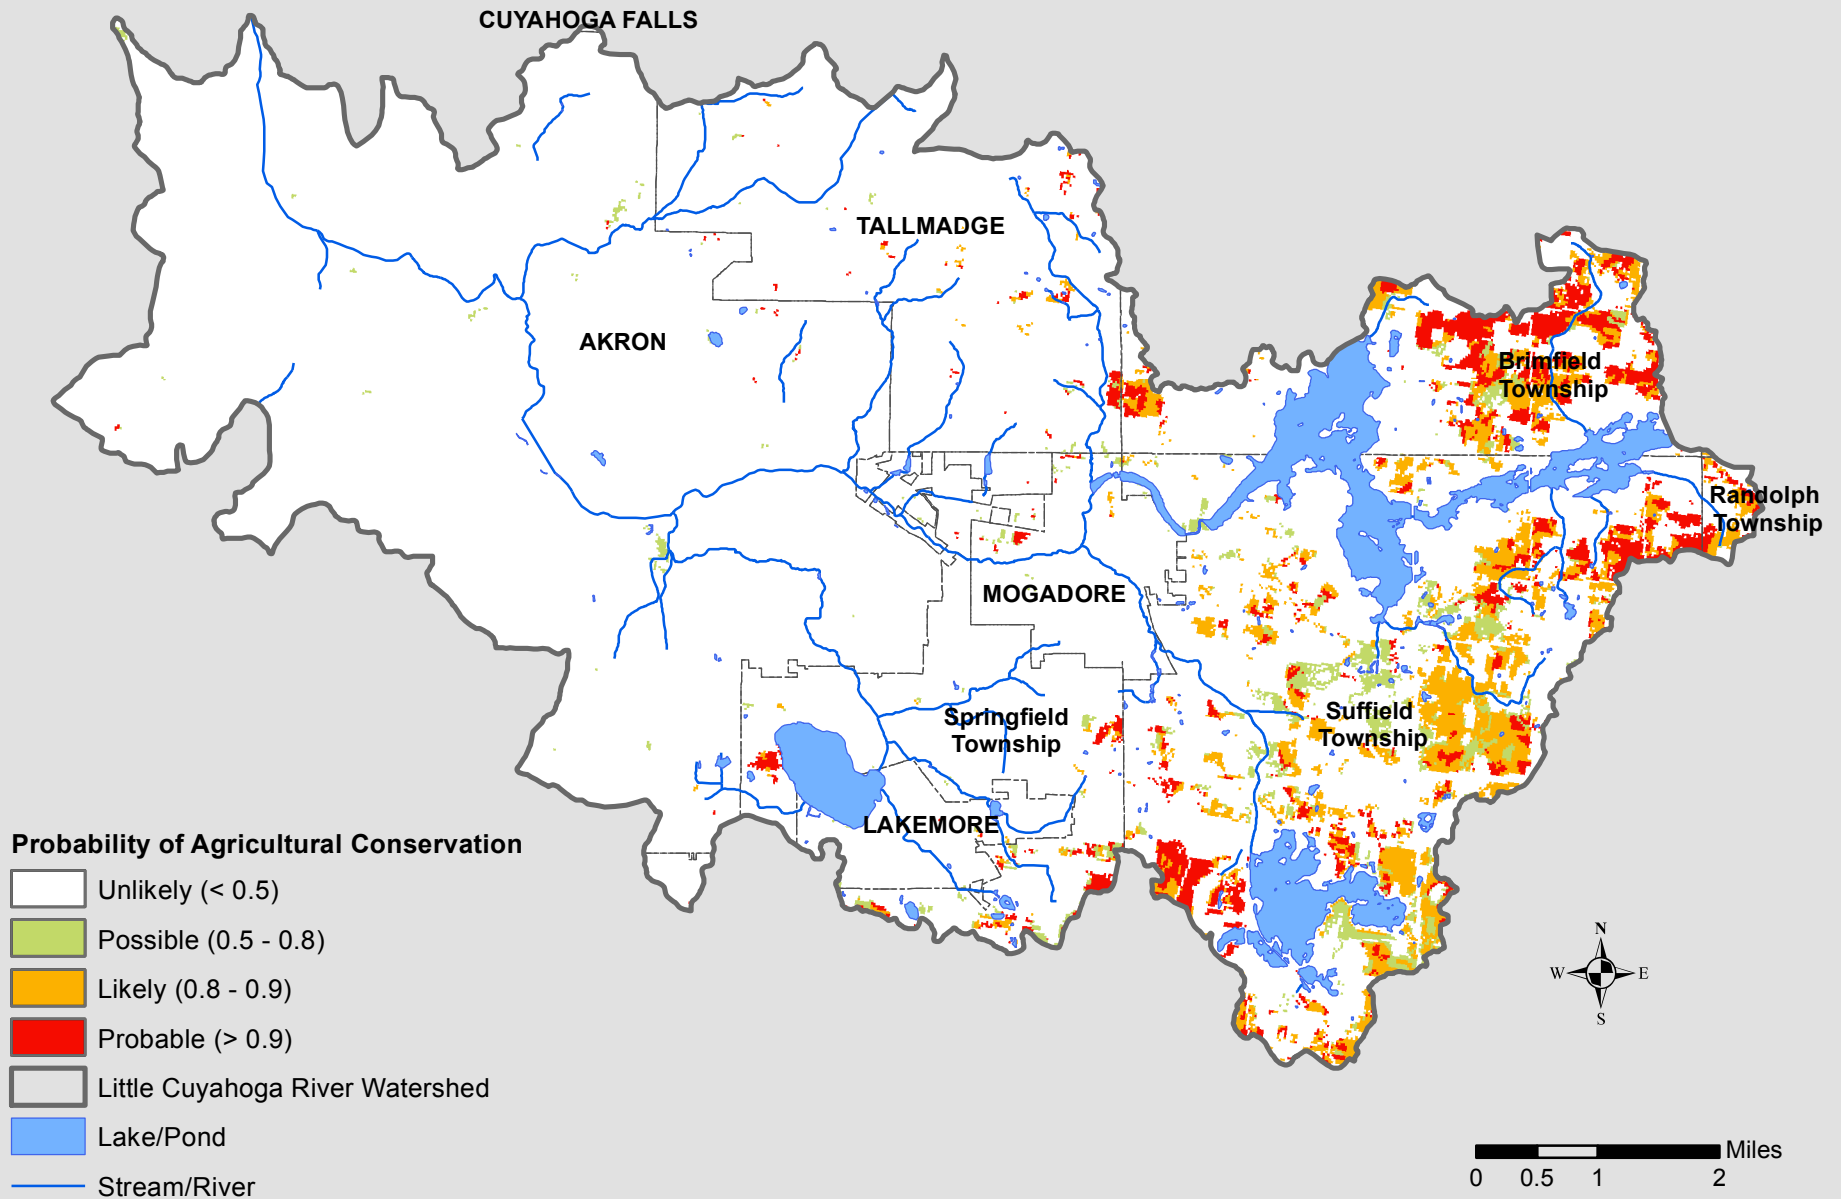 CUYAHOGA FALLS
TALLMADGE
AKRON
Brimfield
Township
Randolph
Township
MOGADORE
Springfield
Township
Suffield
Township
LAKEMORE
Probability of Agricultural Conservation
Unlikely (< 0.5)
Possible (0.5 - 0.8)
Likely (0.8 - 0.9)
Probable (> 0.9)
Little Cuyahoga River Watershed
Lake/Pond
Stream/River
N
W E
S
Miles
0 0.5 1 2